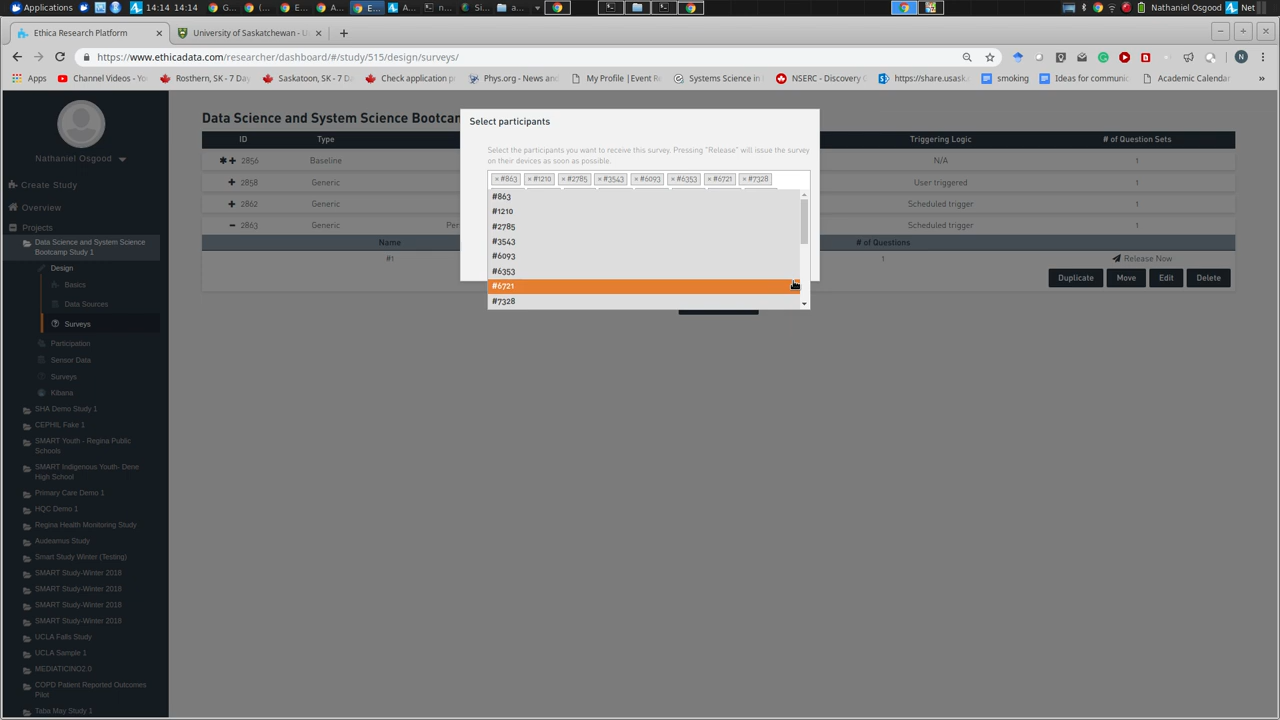 Applications 14:14 14:14 G... C... E... A... E... A... n... Si... a... Nathaniel Osgood Net
Ethica Research Platform × University of Saskatchewan - U ×
https://www.ethicadata.com/researcher/dashboard/#/study/515/design/surveys/
Apps Channel Videos - Yo Rosthern, SK - 7 Day Saskatoon, SK - 7 D Check application p Phys.org - News and My Profile |Event Re Systems Science in NSERC - Discovery G https://share.usask. smoking Ideas for communic Academic Calendar »
Nathaniel Osgood
Create Study
Overview
Projects
Data Science and System Science
Bootcamp Study 1
Design
Basics
Data Sources
Surveys
Participation
Sensor Data
Surveys
Kibana
SHA Demo Study 1
CEPHIL Fake 1
SMART Youth - Regina Public
Schools
SMART Indigenous Youth- Dene
High School
Primary Care Demo 1
HQC Demo 1
Regina Health Monitoring Study
Audeamus Study
Smart Study Winter (Testing)
SMART Study-Winter 2018
SMART Study-Winter 2018
SMART Study-Winter 2018
SMART Study-Winter 2018
UCLA Falls Study
UCLA Sample 1
MEDIATICINO2.0
COPD Patient Reported Outcomes
Pilot
Taba May Study 1
Data Science and System Science Bootcam
ID Type Triggering Logic # of Question Sets
2856 Baseline N/A 1
2858 Generic User triggered 1
2862 Generic Scheduled trigger 1
2863 Generic Per Scheduled trigger 1
Name # of Questions
#1 1 Release Now
Duplicate Move Edit Delete
Select participants
Select the participants you want to receive this survey. Pressing "Release" will issue the survey
on their devices as soon as possible.
× #863 × #1210 × #2785 × #3543 × #6093 × #6353 × #6721 × #7328
#863
#1210
#2785
#3543
#6093
#6353
#6721
#7328